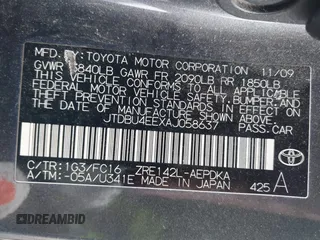 MFD. BY: TOYOTA MOTOR CORPORATION 11/09
GVWR 3840LB GAWR FR 2090LB RR 1850LB
THIS VEHICLE CONFORMS TO ALL APPLICABLE
FEDERAL MOTOR VEHICLE SAFETY, BUMPER, AND
THEFT PREVENTION STANDARDS IN EFFECT ON
THE DATE OF MANUFACTURE SHOWN ABOVE.
JTDBU4EEXAJ058637 PASS. CAR
C/TR: 1G3/FC16 ZRE142L-AEPDKA
A/TM: -05A/U341E MADE IN JAPAN
425 A
TOYOTA
DREAMBID